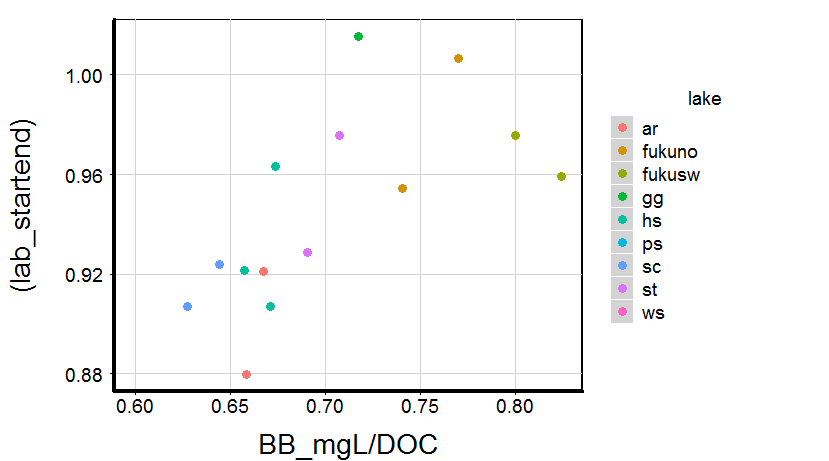 (lab_startend)
1.00
0.96
0.92
0.88
0.60 0.65 0.70 0.75 0.80
BB_mgL/DOC
lake
ar
fukuno
fukusw
gg
hs
ps
sc
st
ws